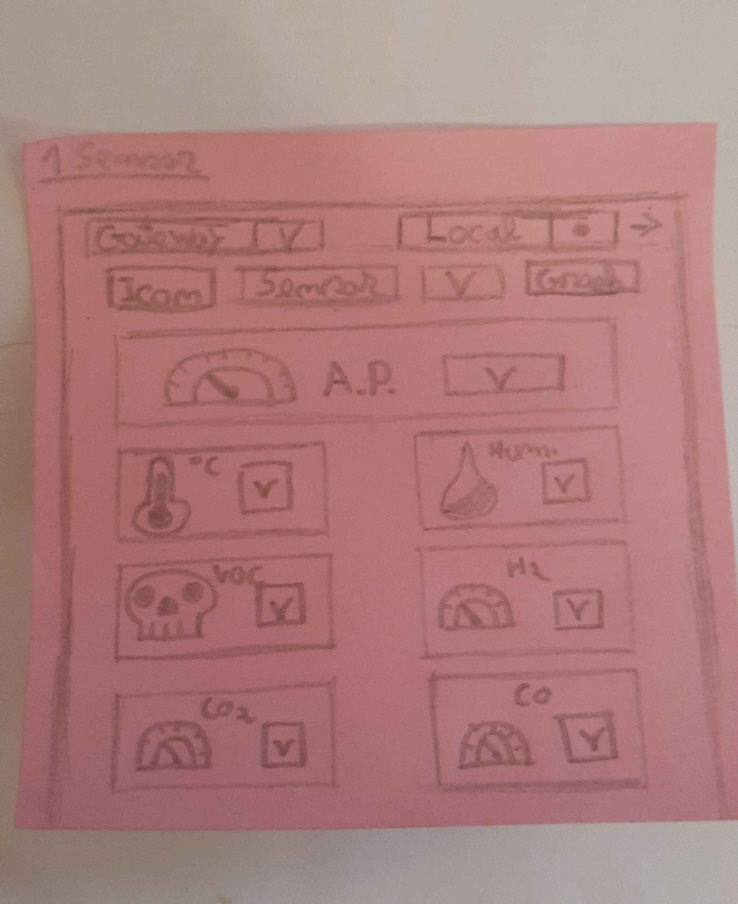 1 Sensor
Gateway V Local →
Icon Sensor V Graph
A.P. V
°C V Hum. V
VOC V H2 V
CO2 V CO V